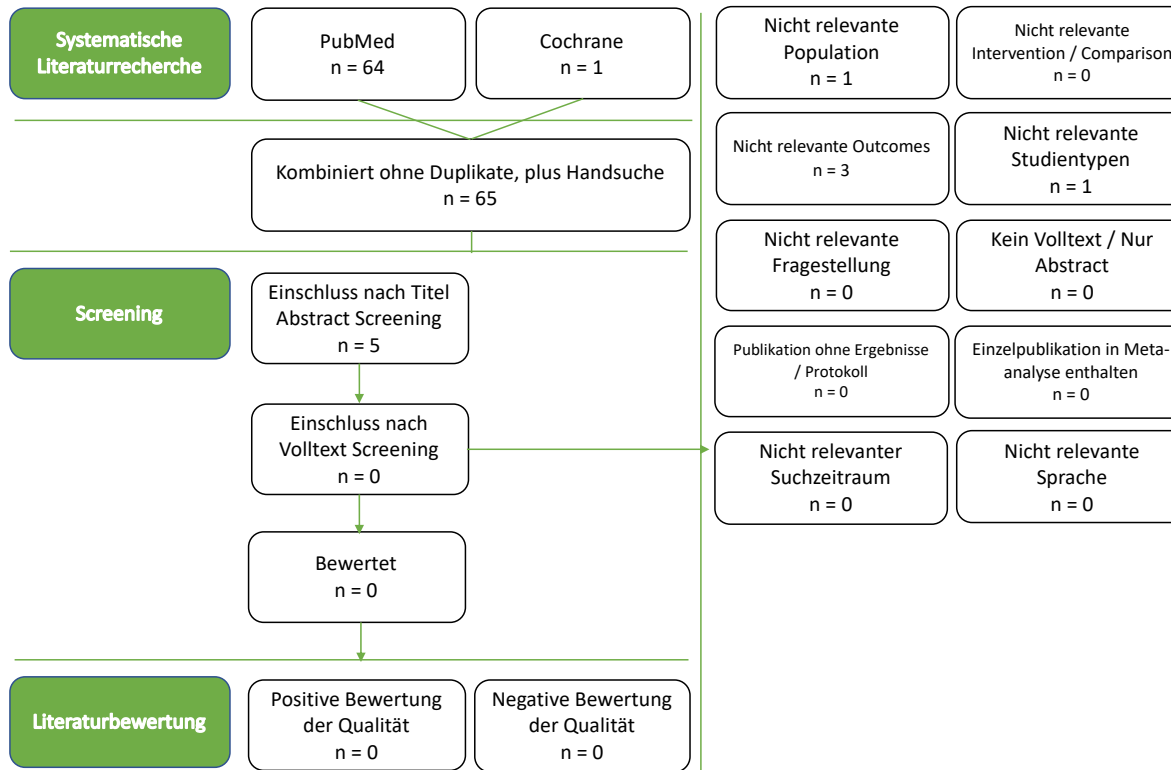 Systematische
Literaturrecherche
PubMed
n = 64
Cochrane
n = 1
Kombiniert ohne Duplikate, plus Handsuche
n = 65
Screening
Einschluss nach Titel
Abstract Screening
n = 5
Einschluss nach
Volltext Screening
n = 0
Bewertet
n = 0
Literaturbewertung
Positive Bewertung
der Qualität
n = 0
Negative Bewertung
der Qualität
n = 0
Nicht relevante
Population
n = 1
Nicht relevante
Intervention / Comparison
n = 0
Nicht relevante Outcomes
n = 3
Nicht relevante
Studientypen
n = 1
Nicht relevante
Fragestellung
n = 0
Kein Volltext / Nur
Abstract
n = 0
Publikation ohne Ergebnisse
/ Protokoll
n = 0
Einzelpublikation in Meta-
analyse enthalten
n = 0
Nicht relevanter
Suchzeitraum
n = 0
Nicht relevante
Sprache
n = 0